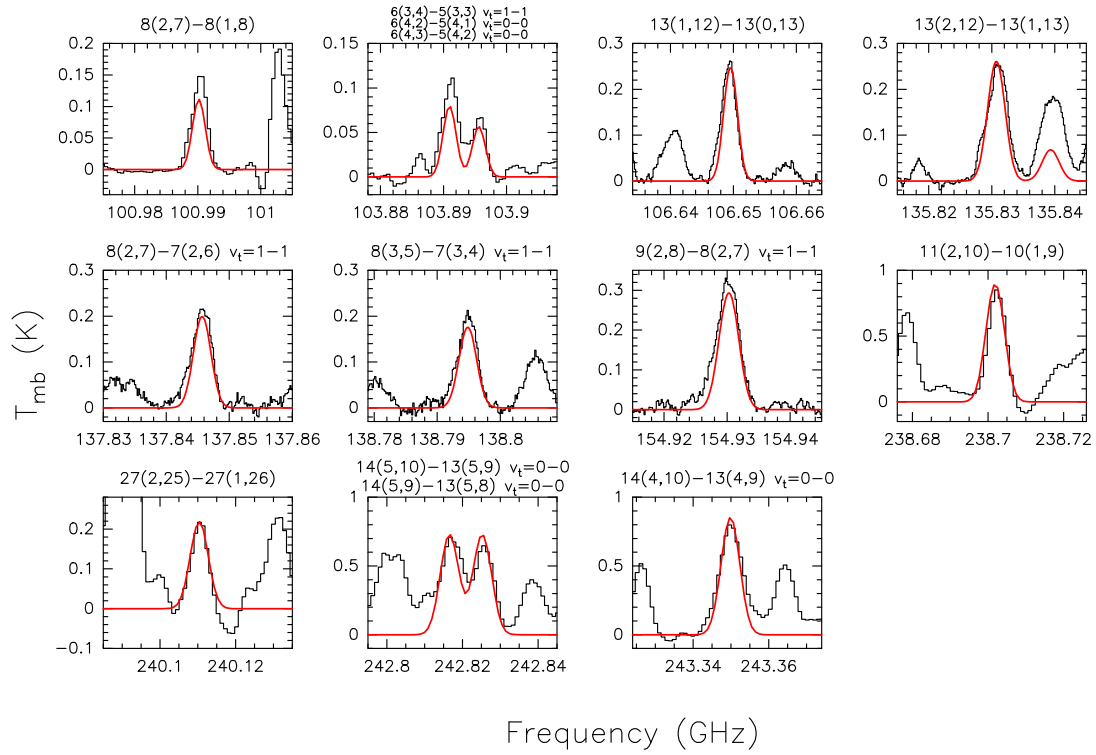 8(2,7)−8(1,8)
6(3,4)−5(3,3) vt=1−1
6(4,2)−5(4,1) vt=0−0
6(4,3)−5(4,2) vt=0−0
13(1,12)−13(0,13)
13(2,12)−13(1,13)
0.2
0.15
0.1
0.05
0
100.98 100.99 101
0.15
0.1
0.05
0
103.88 103.89 103.9
0.3
0.2
0.1
0
106.64 106.65 106.66
0.3
0.2
0.1
0
135.82 135.83 135.84
8(2,7)−7(2,6) vt=1−1
8(3,5)−7(3,4) vt=1−1
9(2,8)−8(2,7) vt=1−1
11(2,10)−10(1,9)
0.3
0.2
0.1
0
137.83 137.84 137.85 137.86
0.3
0.2
0.1
0
138.78 138.79 138.8
0.3
0.2
0.1
0
154.92 154.93 154.94
1
0.5
0
238.68 238.7 238.72
27(2,25)−27(1,26)
14(5,10)−13(5,9) vt=0−0
14(5,9)−13(5,8) vt=0−0
14(4,10)−13(4,9) vt=0−0
0.2
0.1
0
−0.1
240.1 240.12
1
0.5
0
242.8 242.82 242.84
1
0.5
0
243.34 243.36
Tmb (K)
Frequency (GHz)